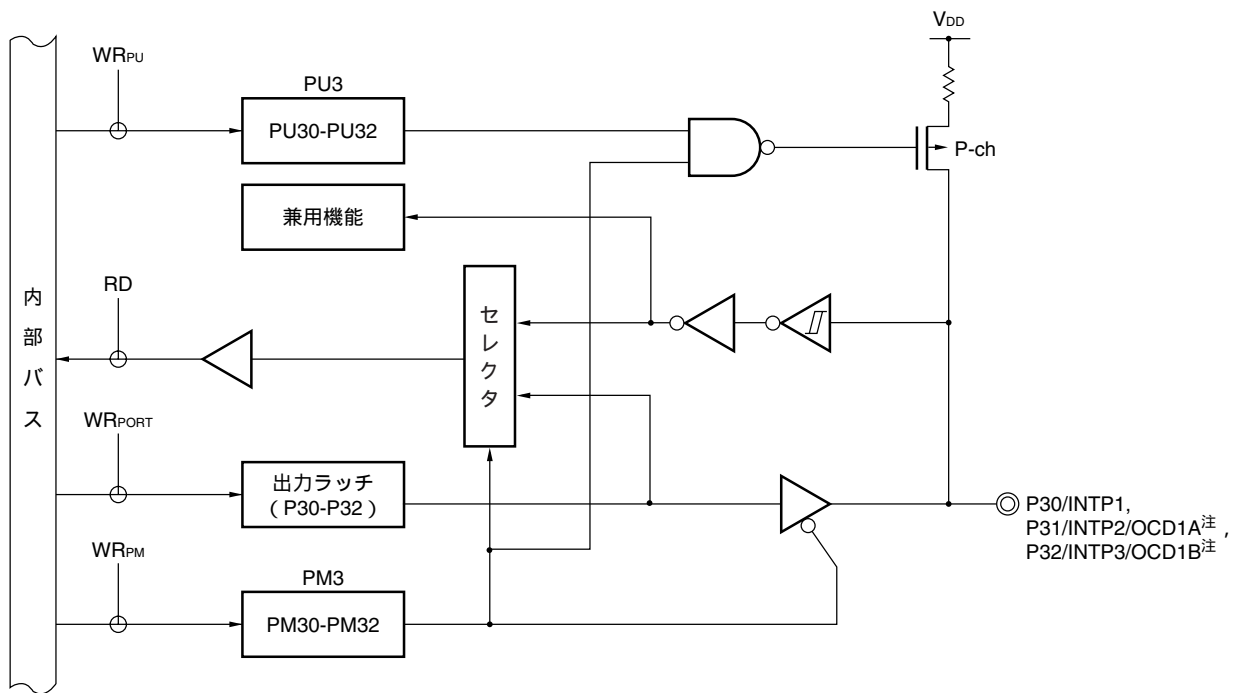 VDD
WRPU
PU3
PU30-PU32
P-ch
兼用機能
RD
内部バス
セレクタ
WRPORT
出力ラッチ
(P30-P32)
P30/INTP1,
P31/INTP2/OCD1A注,
P32/INTP3/OCD1B注
WRPM
PM3
PM30-PM32